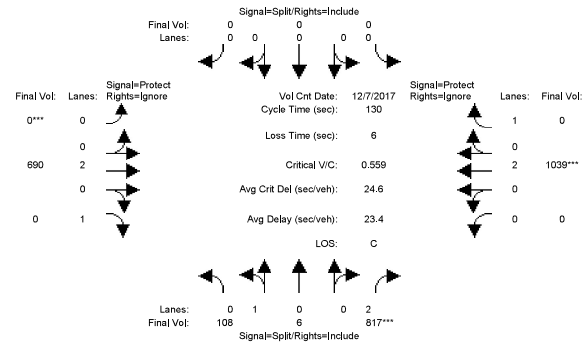 Signal=Split/Rights=Include
Final Vol: 0 0 0
Lanes: 0 0 0 0 0
Signal=Protect
Final Vol: Lanes: Rights=Ignore
Vol Cnt Date: 12/7/2017
Signal=Protect
Rights=Ignore Lanes: Final Vol:
0*** 0
Cycle Time (sec): 130
1 0
Loss Time (sec): 6
0
0
690 2
Critical V/C: 0.559
2 1039***
0
Avg Crit Del (sec/veh): 24.6
0
0 1
Avg Delay (sec/veh): 23.4
0 0
LOS: C
Lanes: 0 1 0 0 2
Final Vol: 108 6 817***
Signal=Split/Rights=Include